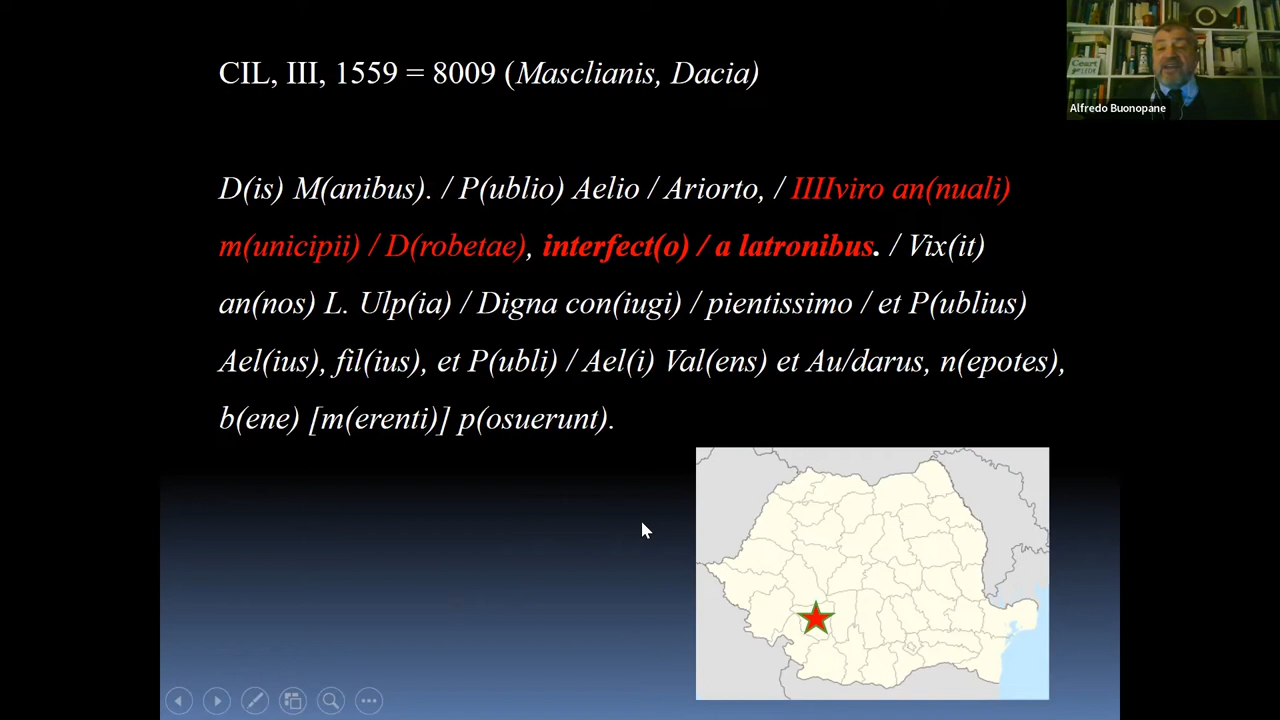 CIL, III, 1559 = 8009 (Masclianis, Dacia)
D(is) M(anibus). / P(ublio) Aelio / Ariorto, / IIIIviro an(nuali)
m(unicipii) / D(robetae), interfect(o) / a latronibus. / Vix(it)
an(nos) L. Ulp(ia) / Digna con(iugi) / pientissimo / et P(ublius)
Ael(ius), fil(ius), et P(ubli) / Ael(i) Val(ens) et Au/darus, n(epotes),
b(ene) [m(erenti)] p(osuerunt).
Alfredo Buonopane